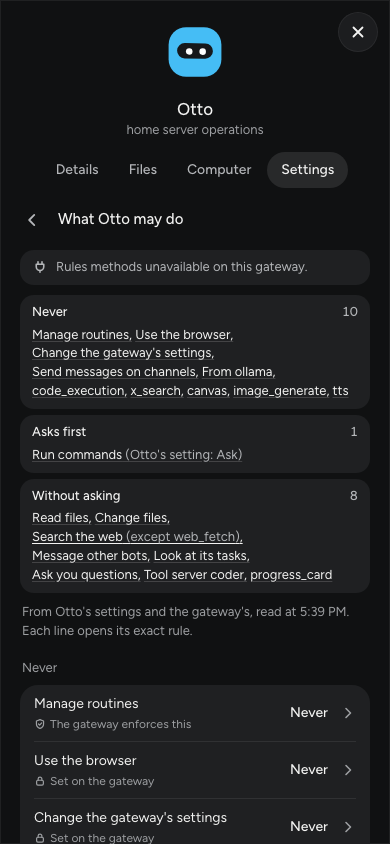 Otto
home server operations
Details Files Computer Settings
What Otto may do
Rules methods unavailable on this gateway.
Never 10
Manage routines, Use the browser,
Change the gateway's settings,
Send messages on channels, From ollama,
code_execution, x_search, canvas, image_generate, tts
Asks first 1
Run commands (Otto's setting: Ask)
Without asking 8
Read files, Change files,
Search the web (except web_fetch),
Message other bots, Look at its tasks,
Ask you questions, Tool server coder, progress_card
From Otto's settings and the gateway's, read at 5:39 PM.
Each line opens its exact rule.
Never
Manage routines
Never
The gateway enforces this
Use the browser
Never
Set on the gateway
Change the gateway's settings
Never
Set on the gateway